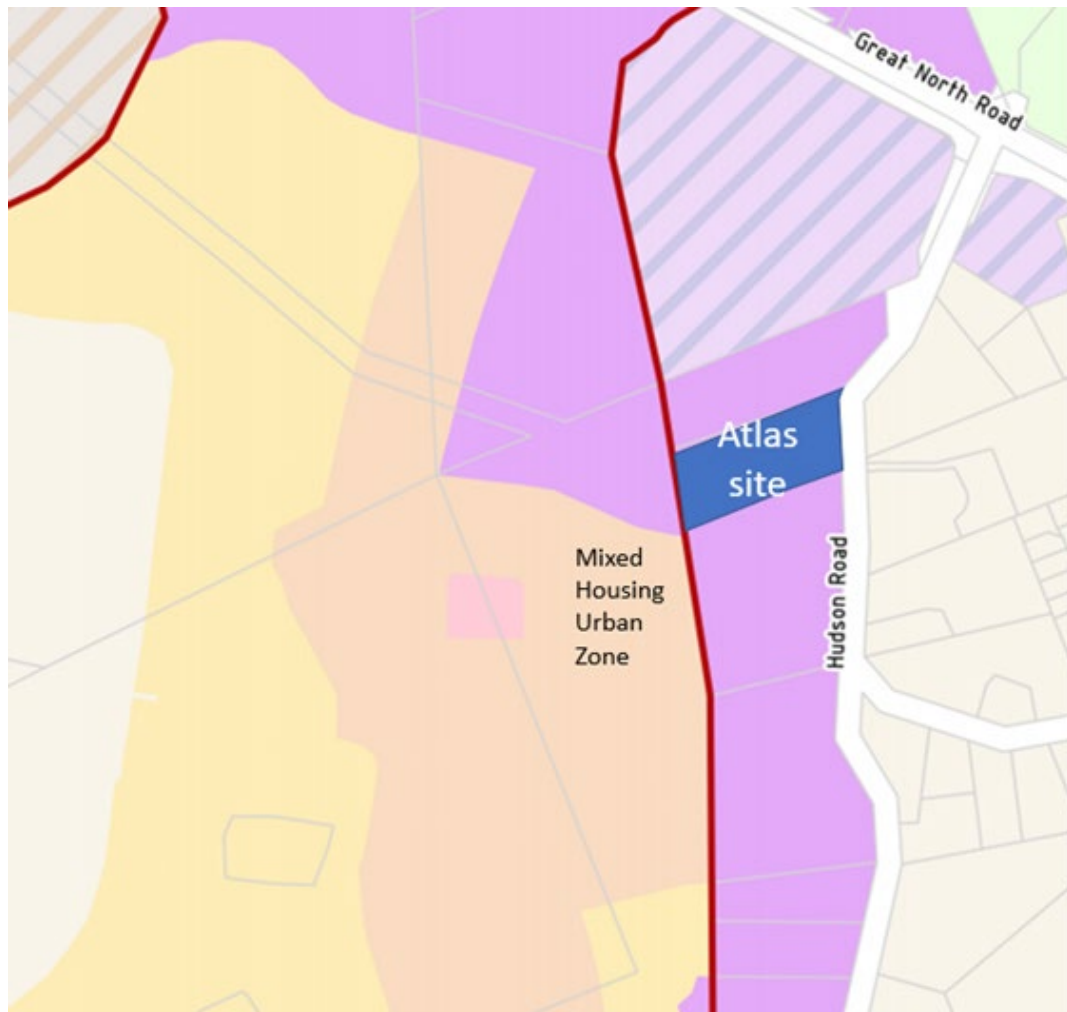 Great North Road
Atlas
site
Mixed
Housing
Urban
Zone
Hudson Road